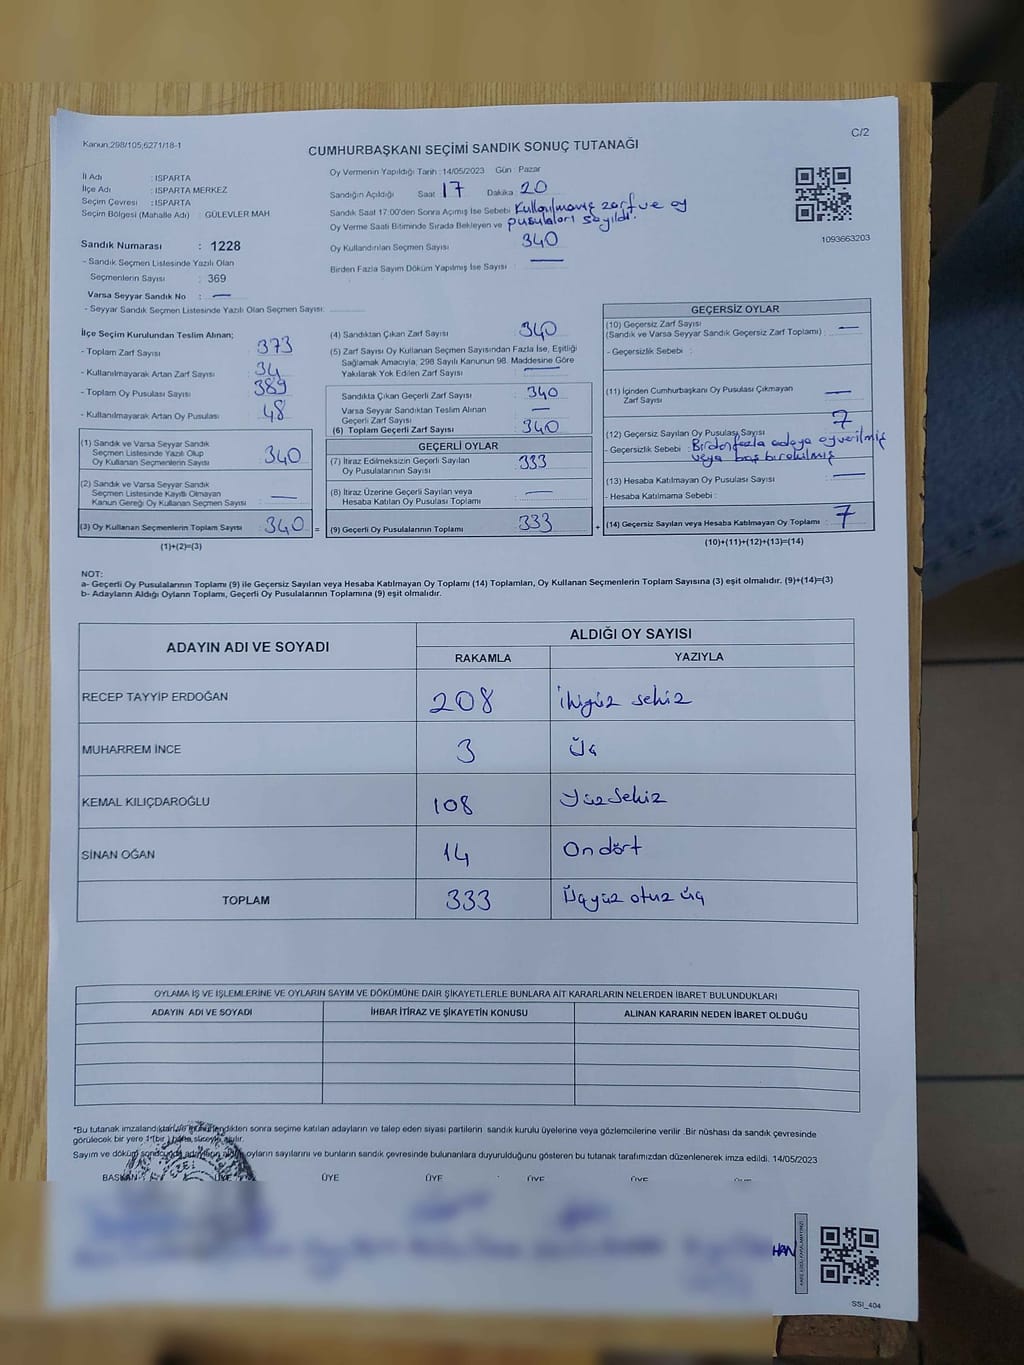 Kanun,298/105;6271/18-1
C/2
CUMHURBAŞKANI SEÇİMİ SANDIK SONUÇ TUTANAĞI
İl Adı : ISPARTA
İlçe Adı : ISPARTA MERKEZ
Seçim Çevresi : ISPARTA
Seçim Bölgesi (Mahalle Adı) : GÜLEVLER MAH
Sandık Numarası : 1228
- Sandık Seçmen Listesinde Yazılı Olan
Seçmenlerin Sayısı : 369
Varsa Seyyar Sandık No : —
- Seyyar Sandık Seçmen Listesinde Yazılı Olan Seçmen Sayısı:
Oy Vermenin Yapıldığı Tarih :14/05/2023 Gün : Pazar
Sandığın Açıldığı Saat 17 Dakika 20
Sandık Saat 17:00'den Sonra Açımış İse Sebebi Kullanılmamış zarf ve oy
Oy Verme Saati Bitiminde Sırada Bekleyen ve pusulaları sayıldı.
Oy Kullandırılan Seçmen Sayısı 340
Birden Fazla Sayım Döküm Yapılmış İse Sayısı : —
1093663203
İlçe Seçim Kurulundan Teslim Alınan;
- Toplam Zarf Sayısı 373
- Kullanılmayarak Artan Zarf Sayısı 34
- Toplam Oy Pusulası Sayısı 389
- Kullanılmayarak Artan Oy Pusulası 48
(1) Sandık ve Varsa Seyyar Sandık
Seçmen Listesinde Yazılı Olup
Oy Kullanan Seçmenlerin Sayısı 340
(2) Sandık ve Varsa Seyyar Sandık
Seçmen Listesinde Kayıtlı Olmayan
Kanun Gereği Oy Kullanan Seçmen Sayısı —
(3) Oy Kullanan Seçmenlerin Toplam Sayısı 340 =
(1)+(2)=(3)
(4) Sandıktan Çıkan Zarf Sayısı : 340
(5) Zarf Sayısı Oy Kullanan Seçmen Sayısından Fazla İse, Eşitliği
Sağlamak Amacıyla; 298 Sayılı Kanunun 98. Maddesine Göre
Yakılarak Yok Edilen Zarf Sayısı : —
Sandıkta Çıkan Geçerli Zarf Sayısı : 340
Varsa Seyyar Sandıktan Teslim Alınan
Geçerli Zarf Sayısı : —
(6) Toplam Geçerli Zarf Sayısı : 340
GEÇERLİ OYLAR
(7) İtiraz Edilmeksizin Geçerli Sayılan
Oy Pusulalarının Sayısı : 333
(8) İtiraz Üzerine Geçerli Sayılan veya
Hesaba Katılan Oy Pusulası Toplamı : —
(9) Geçerli Oy Pusulalarının Toplamı : 333 +
GEÇERSİZ OYLAR
(10) Geçersiz Zarf Sayısı
(Sandık ve Varsa Seyyar Sandık Geçersiz Zarf Toplamı) : —
- Geçersizlik Sebebi :
(11) İçinden Cumhurbaşkanı Oy Pusulası Çıkmayan
Zarf Sayısı : —
(12) Geçersiz Sayılan Oy Pusulası Sayısı : 7
- Geçersizlik Sebebi : Birden fazla adaya oy verilmiş
veya boş bırakılmış
(13) Hesaba Katılmayan Oy Pusulası Sayısı : —
- Hesaba Katılmama Sebebi :
(14) Geçersiz Sayılan veya Hesaba Katılmayan Oy Toplamı : 7
(10)+(11)+(12)+(13)=(14)
NOT:
a- Geçerli Oy Pusulalarının Toplamı (9) ile Geçersiz Sayılan veya Hesaba Katılmayan Oy Toplamı (14) Toplamları, Oy Kullanan Seçmenlerin Toplam Sayısına (3) eşit olmalıdır. (9)+(14)=(3)
b- Adayların Aldığı Oyların Toplamı, Geçerli Oy Pusulalarının Toplamına (9) eşit olmalıdır.
ADAYIN ADI VE SOYADI ALDIĞI OY SAYISI
RAKAMLA YAZIYLA
RECEP TAYYİP ERDOĞAN 208 ikiyüz sekiz
MUHARREM İNCE 3 Üç
KEMAL KILIÇDAROĞLU 108 Yüz sekiz
SİNAN OĞAN 14 On dört
TOPLAM 333 Üçyüz otuz üç
OYLAMA İŞ VE İŞLEMLERİNE VE OYLARIN SAYIM VE DÖKÜMÜNE DAİR ŞİKAYETLERLE BUNLARA AİT KARARLARIN NELERDEN İBARET BULUNDUKLARI
ADAYIN ADI VE SOYADI İHBAR İTİRAZ VE ŞİKAYETİN KONUSU ALINAN KARARIN NEDEN İBARET OLDUĞU
*Bu tutanak imzalandıktan ve mühürlendikten sonra seçime katılan adayların ve talep eden siyasi partilerin sandık kurulu üyelerine veya gözlemcilerine verilir. Bir nüshası da sandık çevresinde
görülecek bir yere 1 (bir) hafta süreyle asılır.
Sayım ve döküm sonucunda adayların aldığı oyların sayılarını ve bunların sandık çevresinde bulunanlara duyurulduğunu gösteren bu tutanak tarafımızdan düzenlenerek imza edildi. 14/05/2023
BAŞKAN ÜYE ÜYE ÜYE ÜYE ÜYE ÜYE
HAN
SSI_404